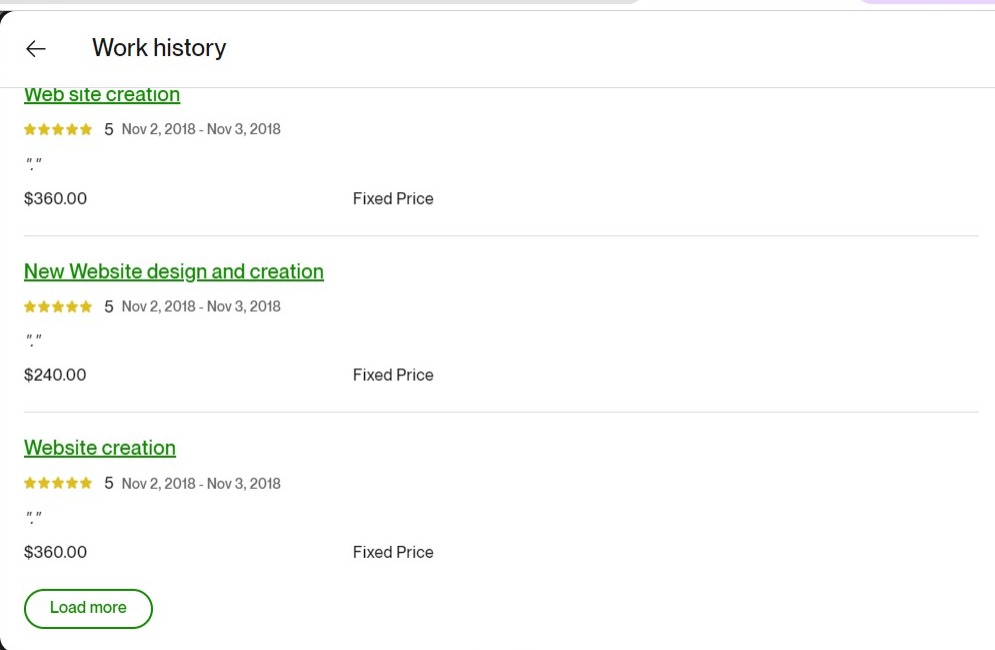 Work history
Web site creation
5 Nov 2, 2018 - Nov 3, 2018
"."
$360.00 Fixed Price
New Website design and creation
5 Nov 2, 2018 - Nov 3, 2018
"."
$240.00 Fixed Price
Website creation
5 Nov 2, 2018 - Nov 3, 2018
"."
$360.00 Fixed Price
Load more